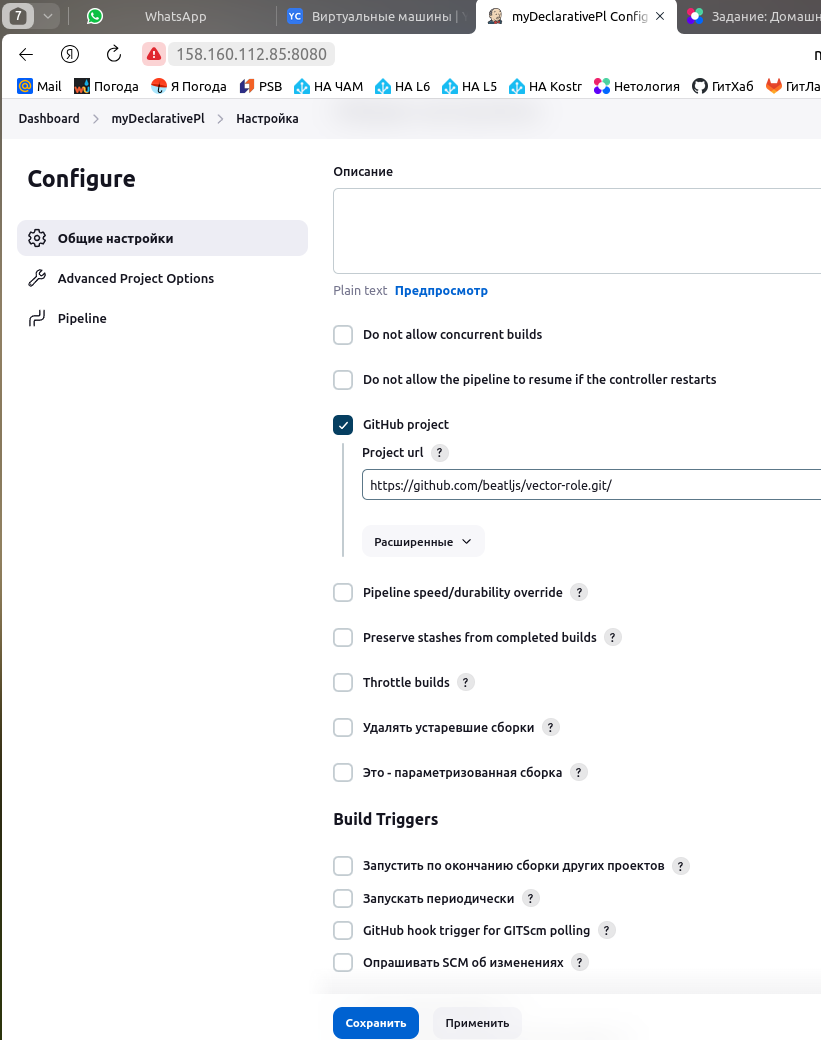 7 WhatsApp YC Виртуальные машины | myDeclarativePl Config Задание: Домашн
Я 158.160.112.85:8080
Mail Погода Я Погода PSB НА ЧАМ НА L6 НА L5 НА Kostr Нетология ГитХаб ГитЛа
Dashboard myDeclarativePl Настройка
Configure
Общие настройки
Advanced Project Options
Pipeline
Описание
Plain text Предпросмотр
Do not allow concurrent builds
Do not allow the pipeline to resume if the controller restarts
GitHub project
Project url ?
https://github.com/beatljs/vector-role.git/
Расширенные
Pipeline speed/durability override ?
Preserve stashes from completed builds ?
Throttle builds ?
Удалять устаревшие сборки ?
Это - параметризованная сборка ?
Build Triggers
Запустить по окончанию сборки других проектов ?
Запускать периодически ?
GitHub hook trigger for GITScm polling ?
Опрашивать SCM об изменениях ?
Сохранить Применить